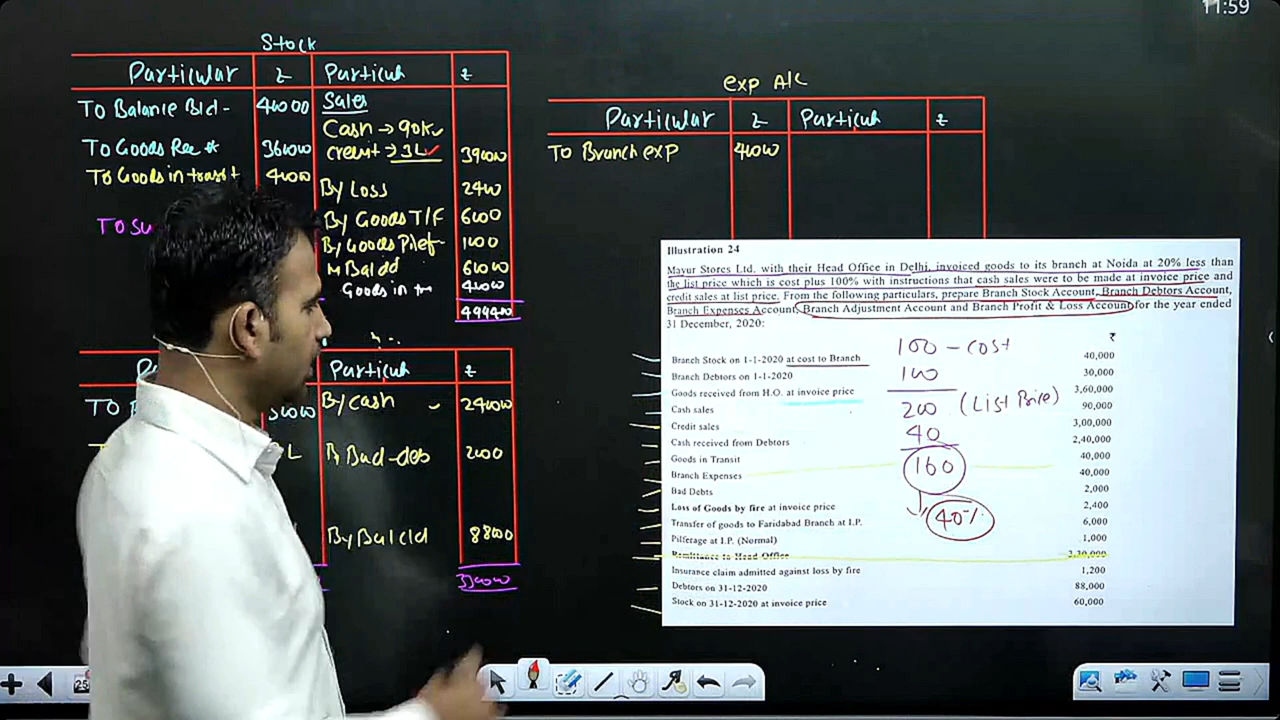 11:59
Stock
Particular ₹ Particul ₹
To Balance B/d- 40000 Sales
Cash → 90k
To Goods Rec 360000 Credit → 3L 390000
To Goods in transit 40000
By Loss 2400
By Goods T/F 6000
By Goods Pilef- 1000
Bal c/d 60000
Goods in 40000
499400
Particul ₹
By cash - 240000
By Bad-deb 2000
By Bal c/d 88000
330000
exp A/c
Particular ₹ Particul ₹
To Branch exp 40000
Illustration 24
Mayur Stores Ltd. with their Head Office in Delhi, invoiced goods to its branch at Noida at 20% less than
the list price which is cost plus 100% with instructions that cash sales were to be made at invoice price and
credit sales at list price. From the following particulars, prepare Branch Stock Account, Branch Debtors Account,
Branch Expenses Account, Branch Adjustment Account and Branch Profit & Loss Account for the year ended
31 December, 2020:
₹
Branch Stock on 1-1-2020 at cost to Branch 40,000
Branch Debtors on 1-1-2020 30,000
Goods received from H.O. at invoice price 3,60,000
Cash sales 90,000
Credit sales 3,00,000
Cash received from Debtors 2,40,000
Goods in Transit 40,000
Branch Expenses 40,000
Bad Debts 2,000
Loss of Goods by fire at invoice price 2,400
Transfer of goods to Faridabad Branch at I.P. 6,000
Pilferage at I.P. (Normal) 1,000
Remittance to Head Office 3,30,000
Insurance claim admitted against loss by fire 1,200
Debtors on 31-12-2020 88,000
Stock on 31-12-2020 at invoice price 60,000
100 - cost
100
200 (List Price)
40
160
40%